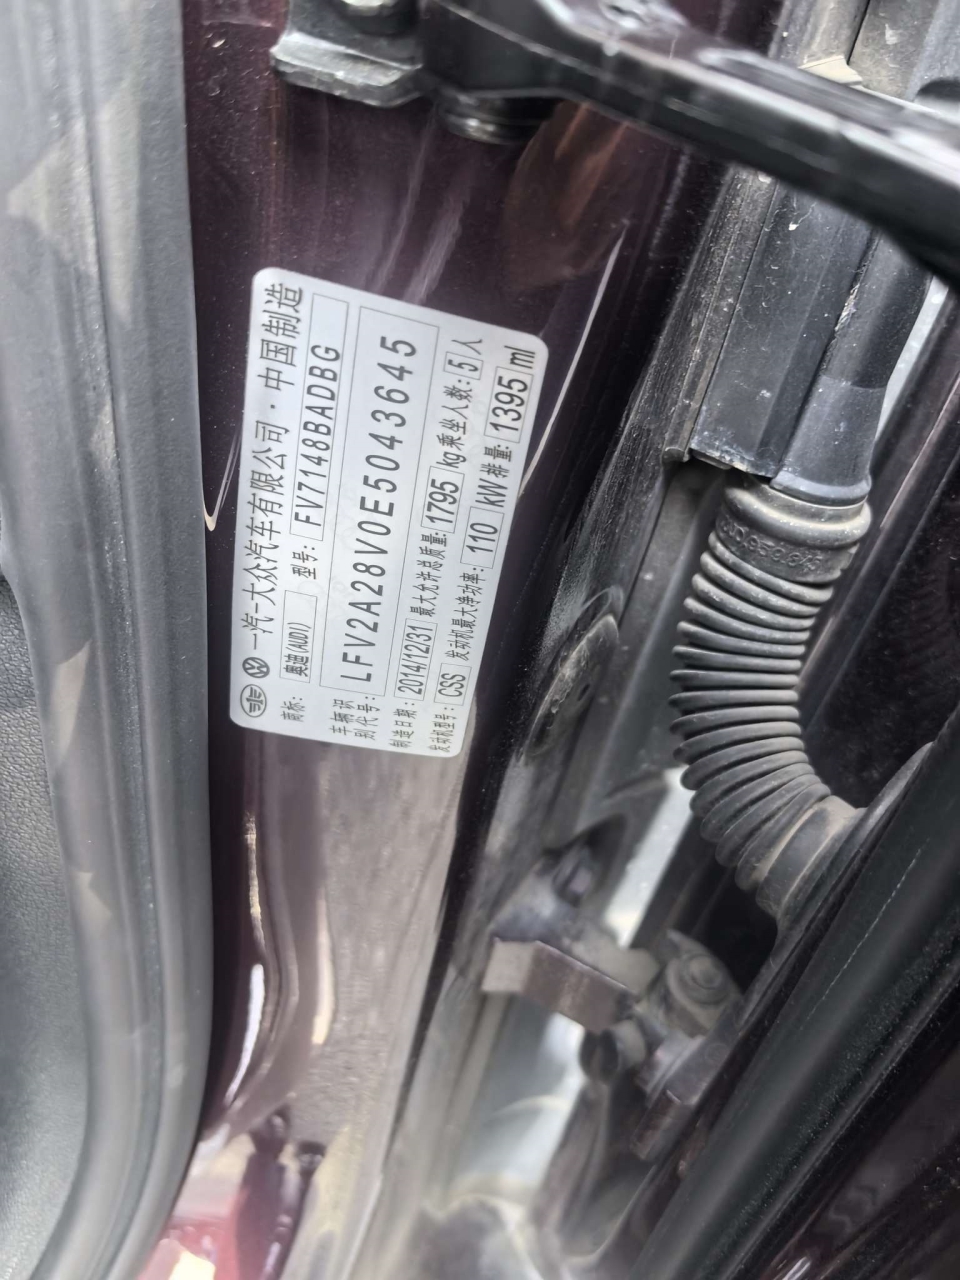 一汽-大众汽车有限公司·中国制造
商标: 奥迪(AUDI) 型号: FV7148BADBG
车辆识别代号: LFV2A28V0E5043645
制造日期: 2014/12/31 最大允许总质量: 1795 kg 乘坐人数: 5 人
发动机型号: CSS 发动机最大净功率: 110 kW 排量: 1395 ml